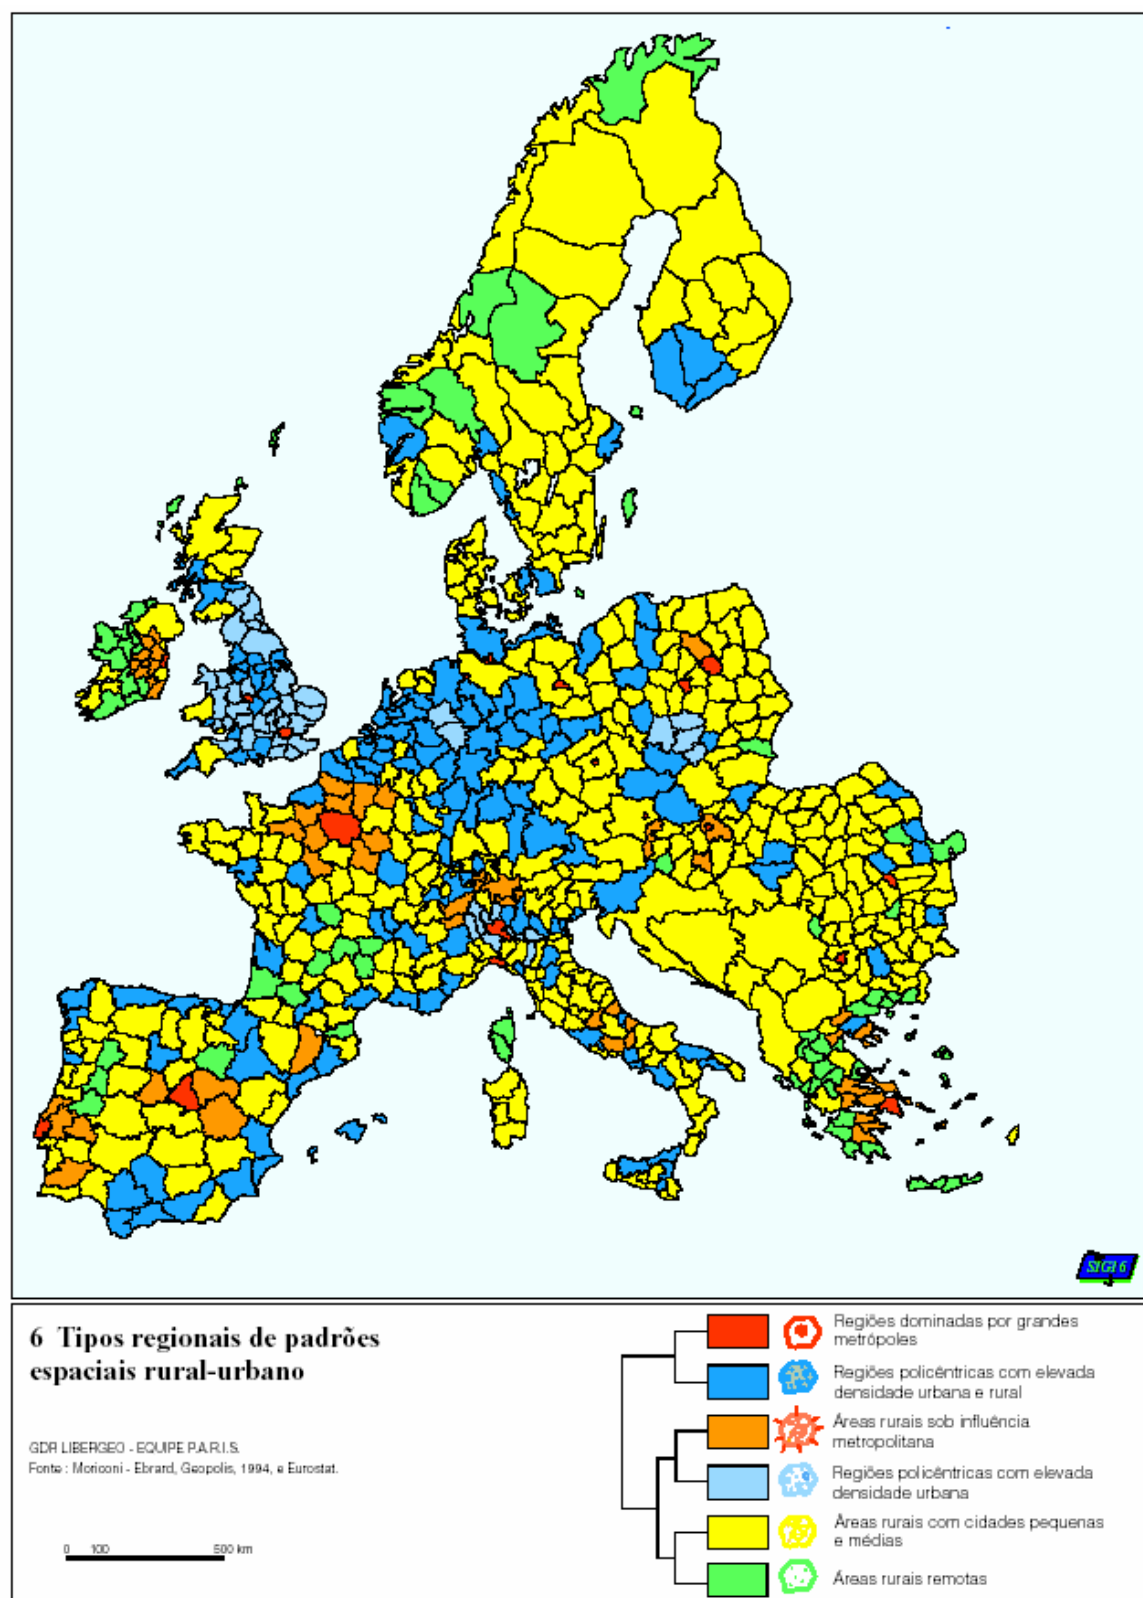 SIGI 6
6 Tipos regionais de padrões
espaciais rural-urbano
GDR LIBERGEO - EQUIPE P.A.R.I.S.
Fonte : Moriconi - Ebrard, Geopolis, 1994, e Eurostat.
0 100 500 km
Regiões dominadas por grandes
metrópoles
Regiões policêntricas com elevada
densidade urbana e rural
Áreas rurais sob influência
metropolitana
Regiões policêntricas com elevada
densidade urbana
Áreas rurais com cidades pequenas
e médias
Áreas rurais remotas